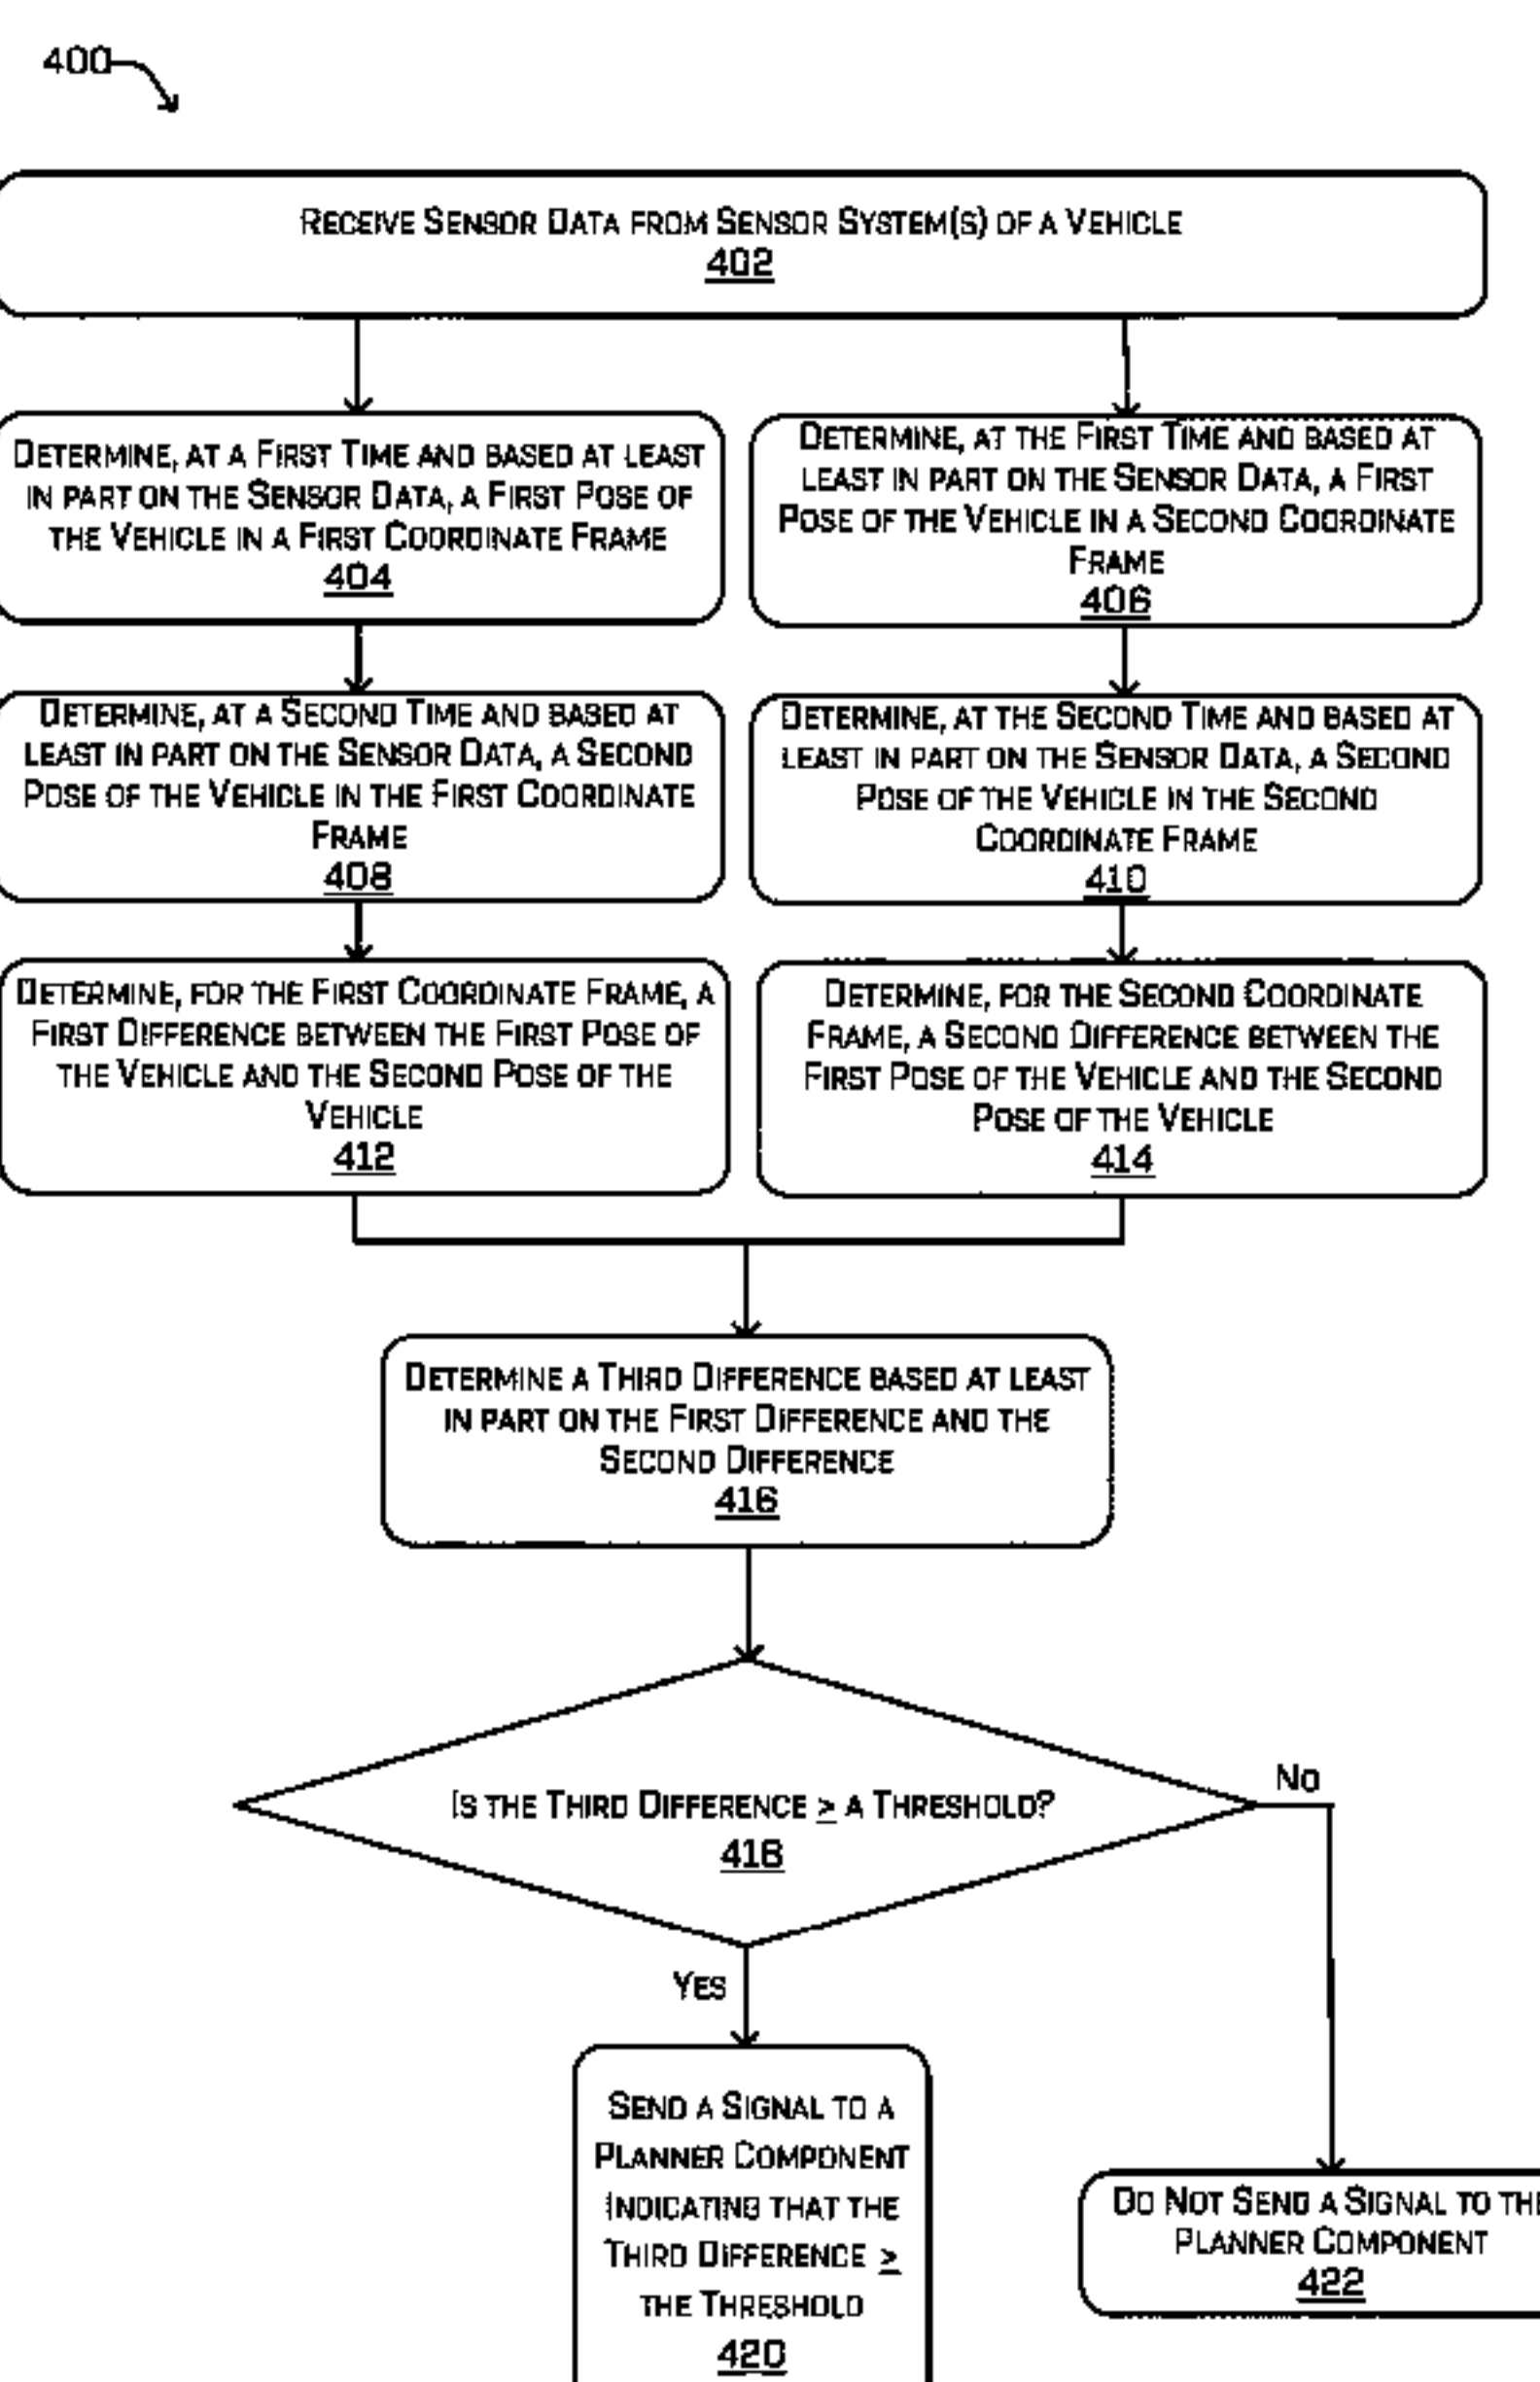 400
RECEIVE SENSOR DATA FROM SENSOR SYSTEM(S) OF A VEHICLE
402
DETERMINE, AT A FIRST TIME AND BASED AT LEAST
IN PART ON THE SENSOR DATA, A FIRST POSE OF
THE VEHICLE IN A FIRST COORDINATE FRAME
404
DETERMINE, AT THE FIRST TIME AND BASED AT
LEAST IN PART ON THE SENSOR DATA, A FIRST
POSE OF THE VEHICLE IN A SECOND COORDINATE
FRAME
406
DETERMINE, AT A SECOND TIME AND BASED AT
LEAST IN PART ON THE SENSOR DATA, A SECOND
POSE OF THE VEHICLE IN THE FIRST COORDINATE
FRAME
408
DETERMINE, AT THE SECOND TIME AND BASED AT
LEAST IN PART ON THE SENSOR DATA, A SECOND
POSE OF THE VEHICLE IN THE SECOND
COORDINATE FRAME
410
DETERMINE, FOR THE FIRST COORDINATE FRAME, A
FIRST DIFFERENCE BETWEEN THE FIRST POSE OF
THE VEHICLE AND THE SECOND POSE OF THE
VEHICLE
412
DETERMINE, FOR THE SECOND COORDINATE
FRAME, A SECOND DIFFERENCE BETWEEN THE
FIRST POSE OF THE VEHICLE AND THE SECOND
POSE OF THE VEHICLE
414
DETERMINE A THIRD DIFFERENCE BASED AT LEAST
IN PART ON THE FIRST DIFFERENCE AND THE
SECOND DIFFERENCE
416
IS THE THIRD DIFFERENCE ≥ A THRESHOLD?
418
NO
YES
SEND A SIGNAL TO A
PLANNER COMPONENT
INDICATING THAT THE
THIRD DIFFERENCE ≥
THE THRESHOLD
420
DO NOT SEND A SIGNAL TO THE
PLANNER COMPONENT
422